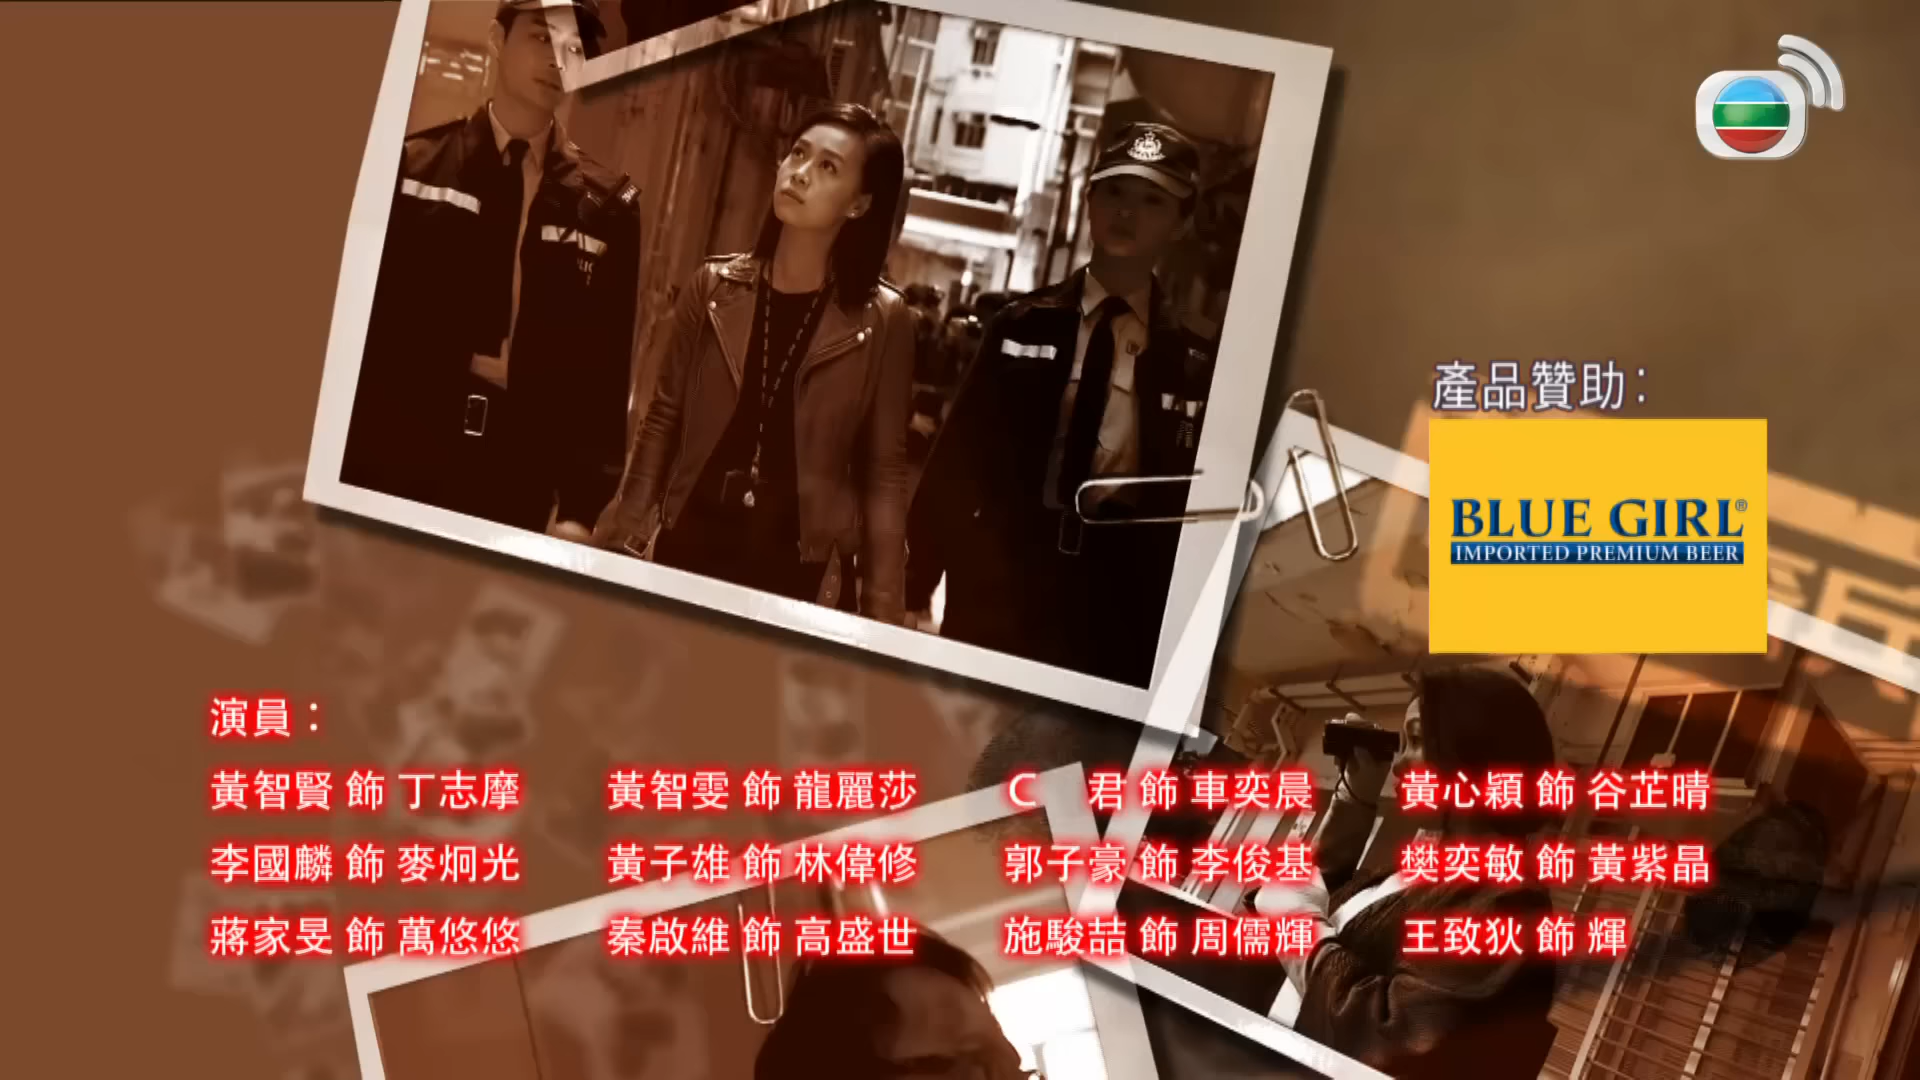 產品贊助：
BLUE GIRL®
IMPORTED PREMIUM BEER
演員：
黃智賢 飾 丁志摩 黃智雯 飾 龍麗莎 C 君 飾 車奕晨 黃心穎 飾 谷芷晴
李國麟 飾 麥炯光 黃子雄 飾 林偉修 郭子豪 飾 李俊基 樊奕敏 飾 黃紫晶
蔣家旻 飾 萬悠悠 秦啟維 飾 高盛世 施駿喆 飾 周儒輝 王致狄 飾 輝